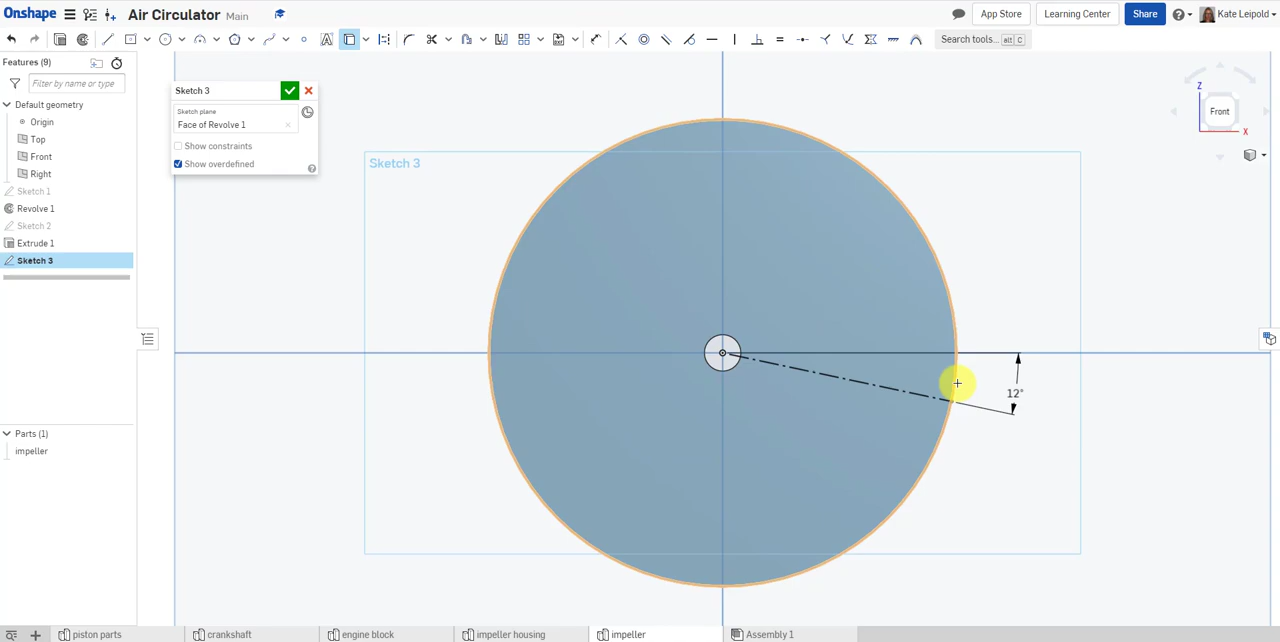 Onshape Air Circulator Main App Store Learning Center Share Kate Leipold
Search tools... alt C
Features (9)
Filter by name or type
Default geometry
Origin
Top
Front
Right
Sketch 1
Revolve 1
Sketch 2
Extrude 1
Sketch 3
Parts (1)
impeller
Sketch 3
Sketch plane
Face of Revolve 1
Show constraints
Show overdefined
Sketch 3
12°
Z
Front
X
piston parts crankshaft engine block impeller housing impeller Assembly 1